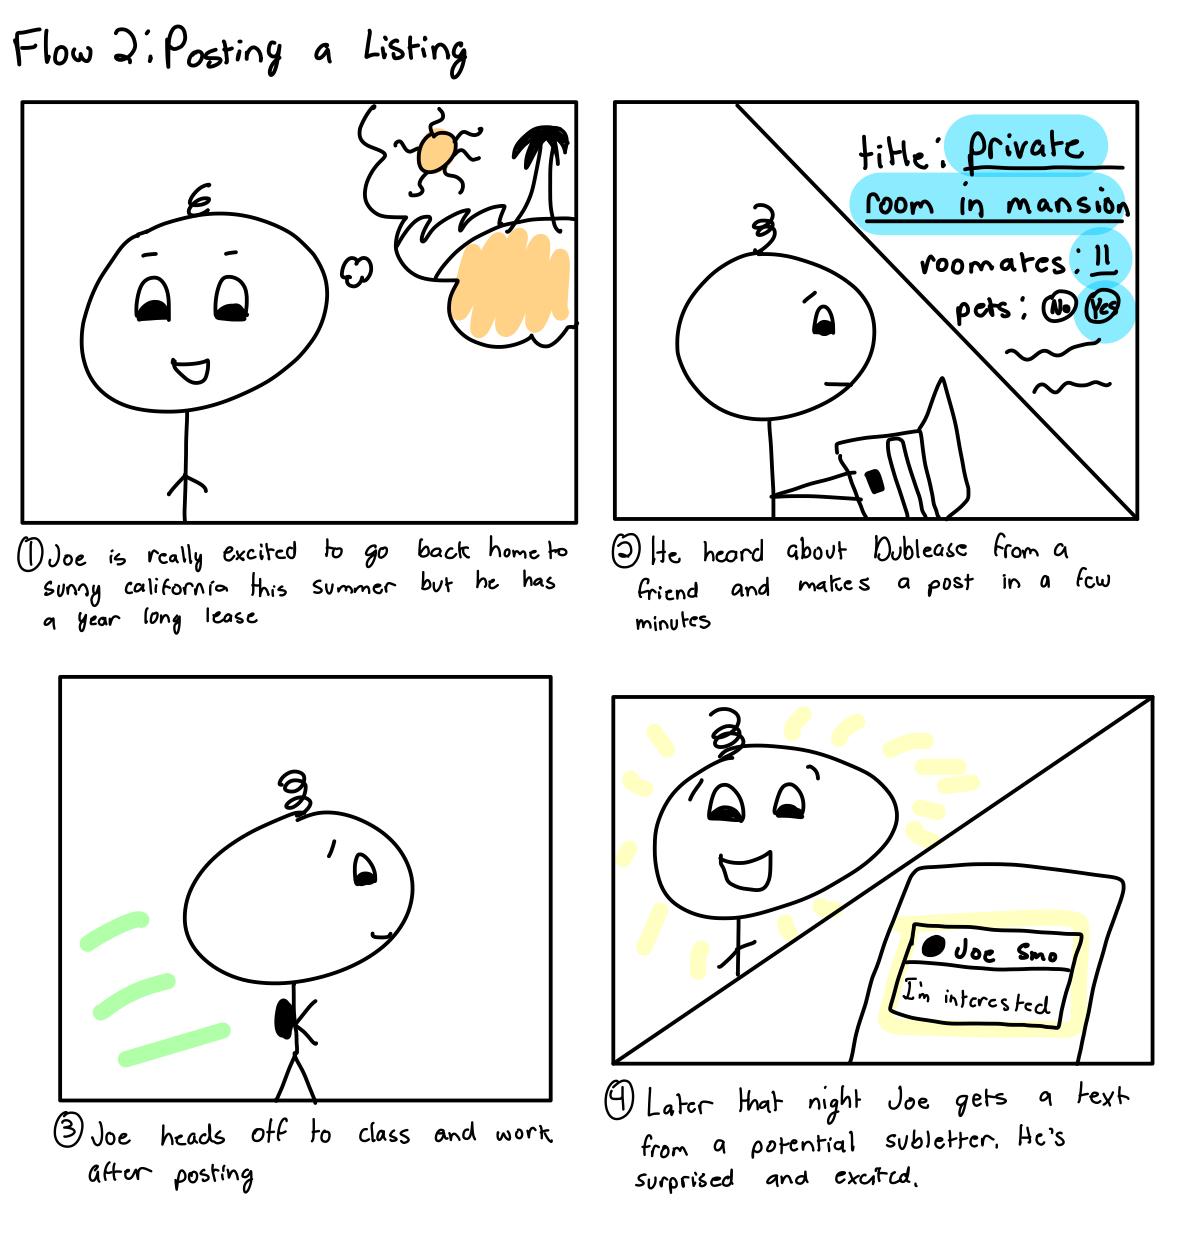 Flow 2: Posting a Listing
title: private
room in mansion
roomates: 11
pets: No Yes
① Joe is really excited to go back home to
sunny california this summer but he has
a year long lease
② He heard about Dublease from a
friend and makes a post in a few
minutes
③ Joe heads off to class and work
after posting
Joe Smo
I'm interested
④ Later that night Joe gets a text
from a potential subletter. He's
surprised and excited.